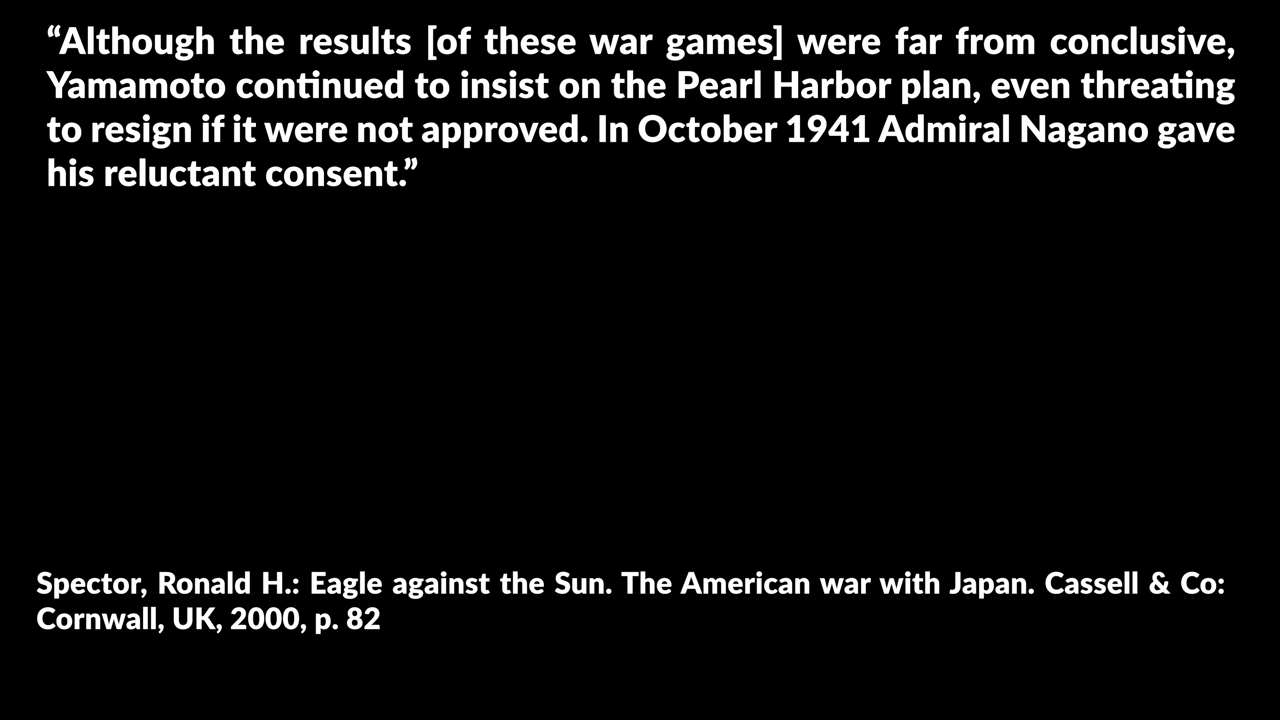 “Although the results [of these war games] were far from conclusive,
Yamamoto continued to insist on the Pearl Harbor plan, even threating
to resign if it were not approved. In October 1941 Admiral Nagano gave
his reluctant consent.”
Spector, Ronald H.: Eagle against the Sun. The American war with Japan. Cassell & Co:
Cornwall, UK, 2000, p. 82